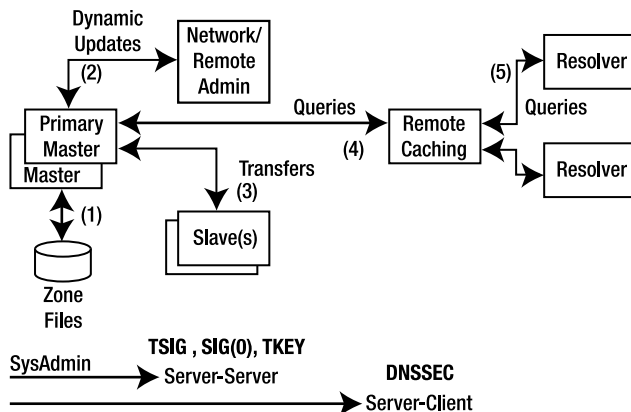 Dynamic
Updates
(2)
Network/
Remote
Admin
(5)
Resolver
Queries
Queries
Primary
Master
Master
(4)
Remote
Caching
Transfers
(3)
Resolver
(1)
Slave(s)
Zone
Files
TSIG , SIG(0), TKEY
SysAdmin
Server-Server
DNSSEC
Server-Client